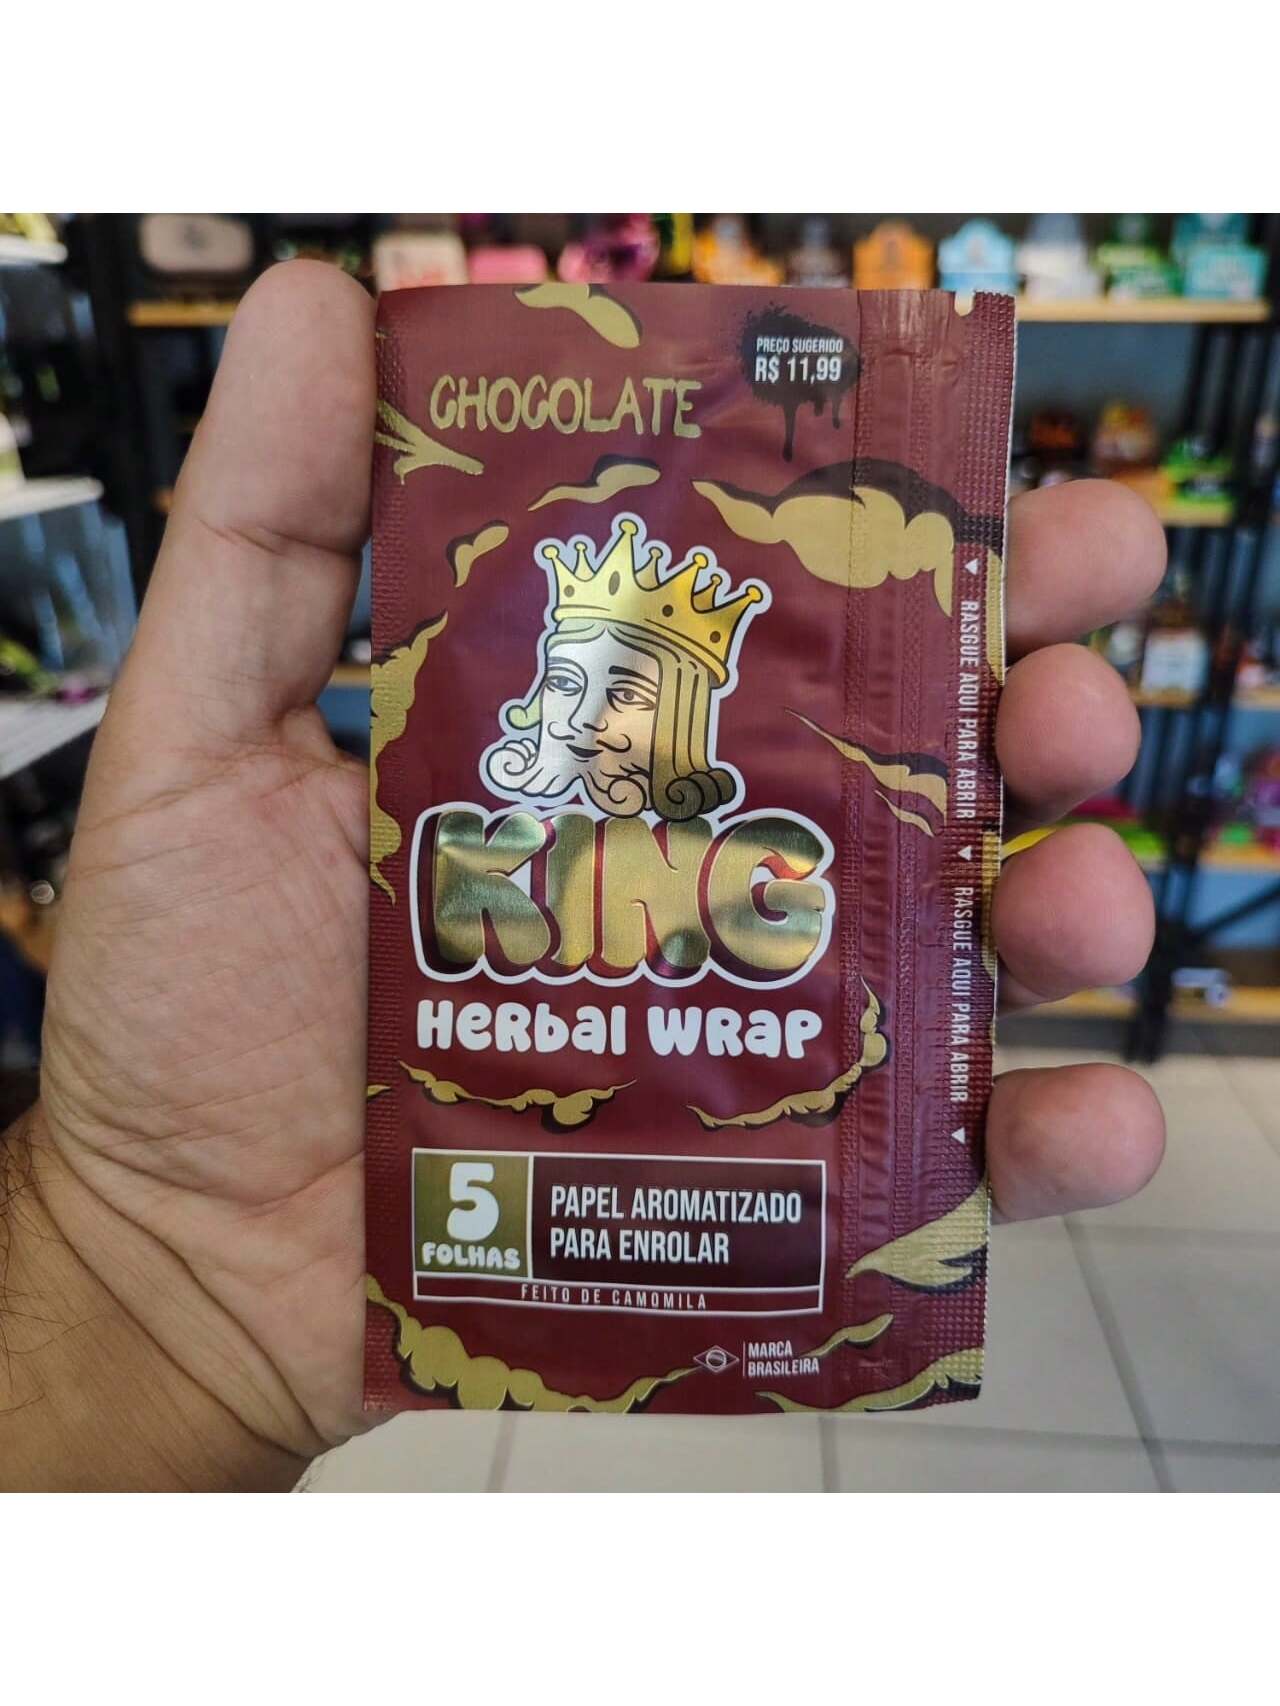 CHOCOLATE
PREÇO SUGERIDO
R$ 11,99
KING
HERBAL WRAP
5
FOLHAS
PAPEL AROMATIZADO
PARA ENROLAR
FEITO DE CAMOMILA
MARCA
BRASILEIRA
RASGUE AQUI PARA ABRIR
RASGUE AQUI PARA ABRIR